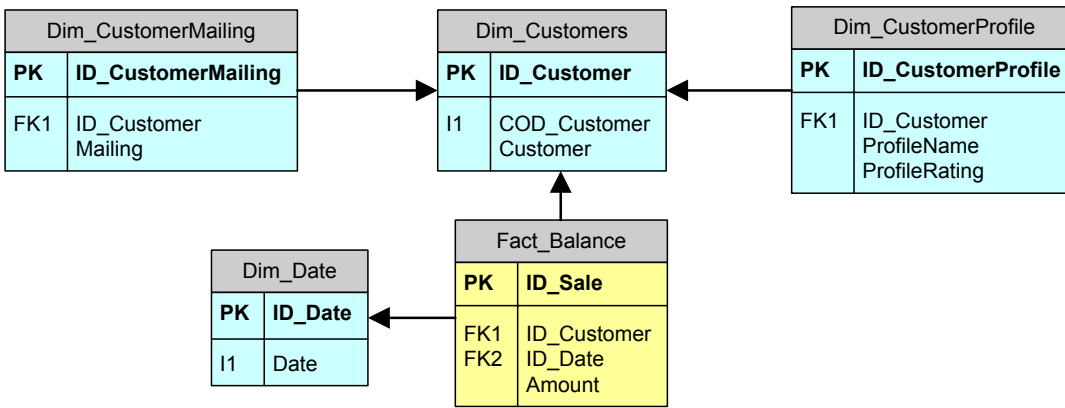 Dim_CustomerMailing
PK ID_CustomerMailing
FK1 ID_Customer
Mailing
Dim_Customers
PK ID_Customer
I1 COD_Customer
Customer
Dim_CustomerProfile
PK ID_CustomerProfile
FK1 ID_Customer
ProfileName
ProfileRating
Dim_Date
PK ID_Date
I1 Date
Fact_Balance
PK ID_Sale
FK1 ID_Customer
FK2 ID_Date
Amount